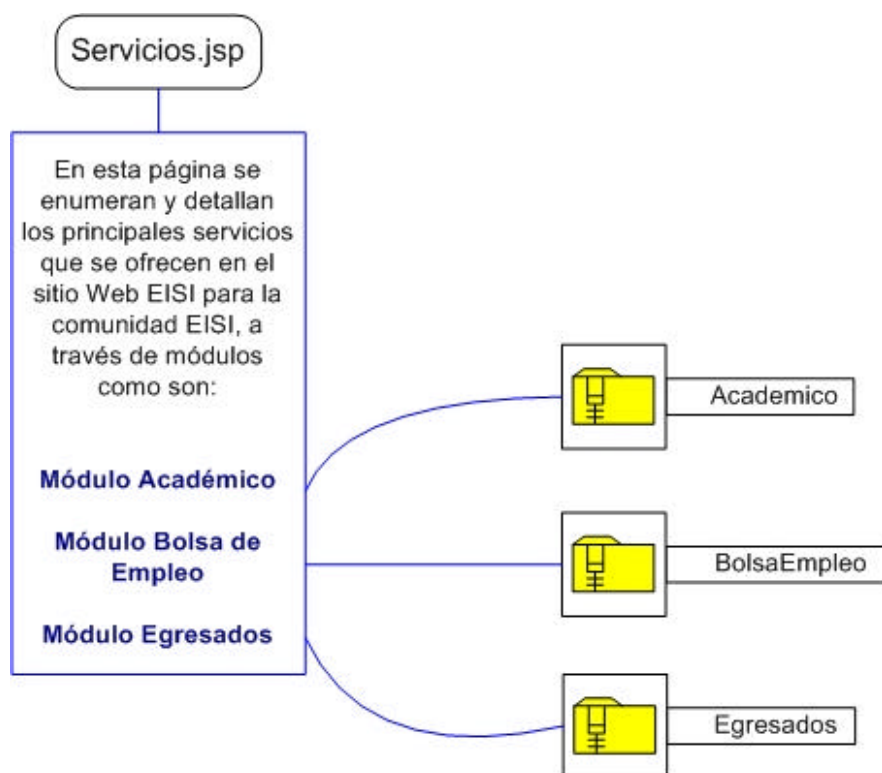 Servicios.jsp
En esta página se
enumeran y detallan
los principales servicios
que se ofrecen en el
sitio Web EISI para la
comunidad EISI, a
través de módulos
como son:
Módulo Académico
Módulo Bolsa de
Empleo
Módulo Egresados
Academico
BolsaEmpleo
Egresados